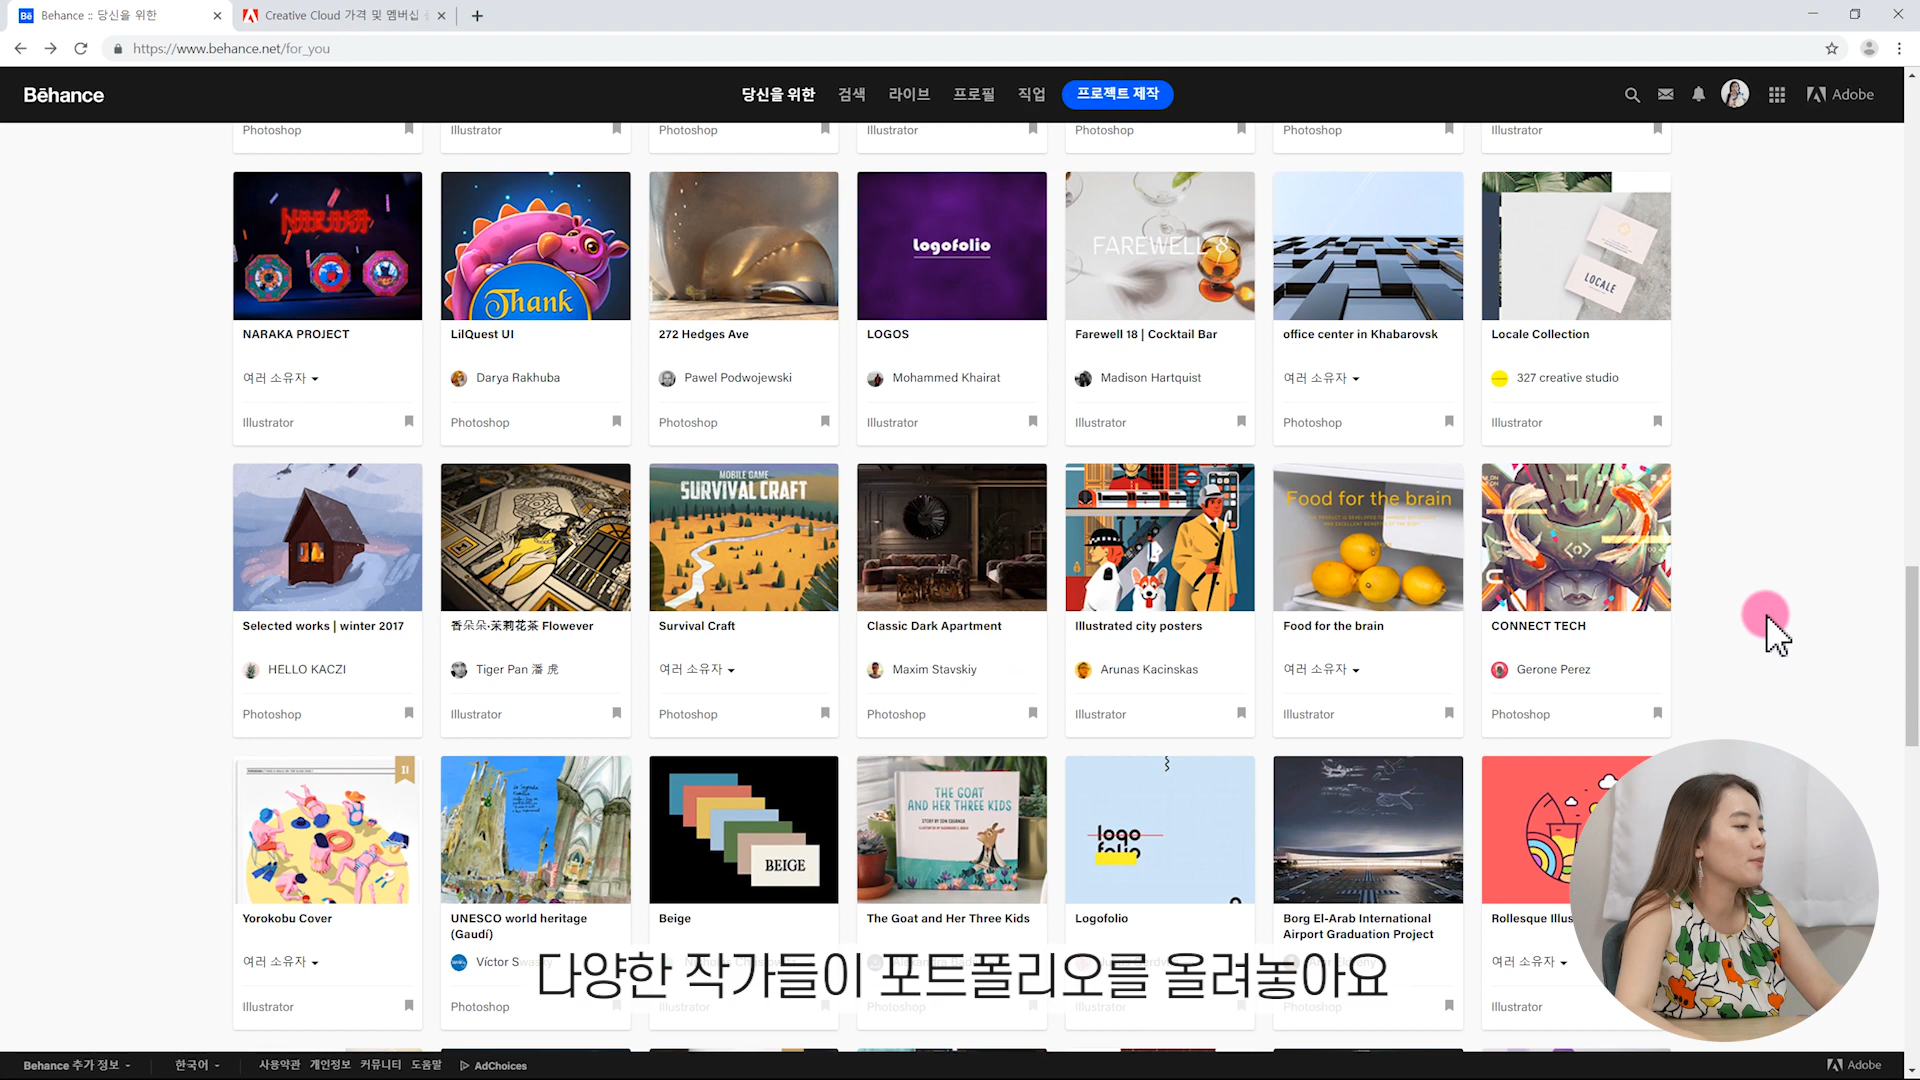 Behance :: 당신을 위한
Creative Cloud 가격 및 멤버십
https://www.behance.net/for_you
Bēhance
당신을 위한 검색 라이브 프로필 직업 프로젝트 제작
Adobe
Photoshop Illustrator Photoshop Illustrator Photoshop Photoshop Illustrator
Thank
logofolio
FAREWELL 8
LOCALE
NARAKA PROJECT
LilQuest UI
272 Hedges Ave
LOGOS
Farewell 18 | Cocktail Bar
office center in Khabarovsk
Locale Collection
여러 소유자
Darya Rakhuba
Pawel Podwojewski
Mohammed Khairat
Madison Hartquist
여러 소유자
327 creative studio
Illustrator Photoshop Photoshop Illustrator Illustrator Photoshop Illustrator
MOBILE GAME
SURVIVAL CRAFT
Food for the brain
Selected works | winter 2017
香朵朵·茉莉花茶 Flowever
Survival Craft
Classic Dark Apartment
Illustrated city posters
Food for the brain
CONNECT TECH
HELLO KACZI
Tiger Pan 潘 虎
여러 소유자
Maxim Stavskiy
Arunas Kacinskas
여러 소유자
Gerone Perez
Photoshop Illustrator Photoshop Photoshop Illustrator Illustrator Photoshop
BEIGE
THE GOAT
AND HER THREE KIDS
logo
folio
Yorokobu Cover
UNESCO world heritage
(Gaudí)
Beige
The Goat and Her Three Kids
Logofolio
Borg El-Arab International
Airport Graduation Project
Rollesque Illus
여러 소유자
Víctor
여러 소유자
다양한 작가들이 포트폴리오를 올려놓아요
Illustrator Photoshop Illustrator Photoshop Illustrator Photoshop Illustrator
Behance 추가 정보 한국어 사용약관 개인정보 커뮤니티 도움말 AdChoices
Adobe